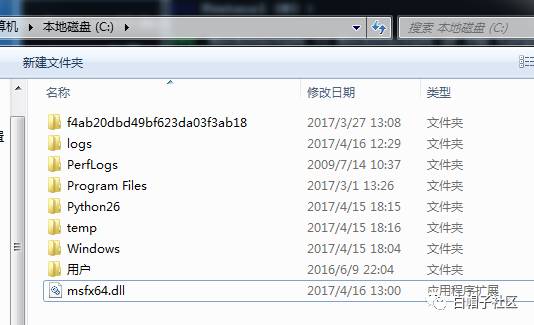 算机 ▸ 本地磁盘 (C:) ▸ 搜索 本地磁盘 (C:)
新建文件夹
名称 修改日期 类型
f4ab20dbd49bf623da03f3ab18 2017/3/27 13:08 文件夹
logs 2017/4/16 12:29 文件夹
PerfLogs 2009/7/14 10:37 文件夹
Program Files 2017/3/1 13:26 文件夹
Python26 2017/4/15 18:15 文件夹
temp 2017/4/15 18:16 文件夹
Windows 2017/4/15 18:04 文件夹
用户 2016/6/9 22:04 文件夹
msfx64.dll 2017/4/16 13:00 应用程序扩展
白帽子社区